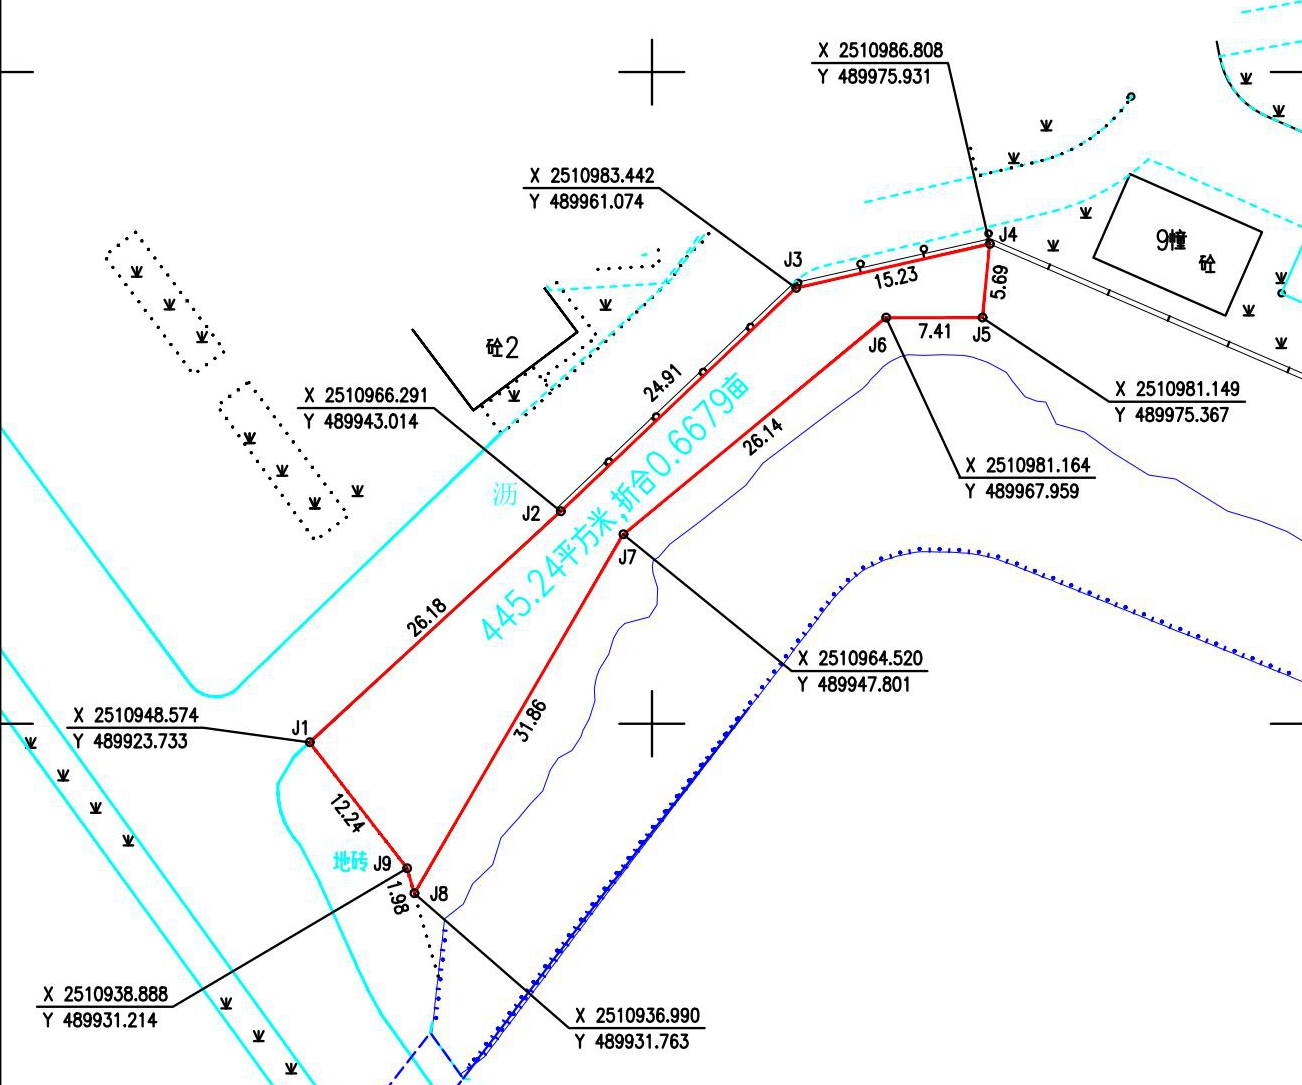 X 2510986.808
Y 489975.931
X 2510983.442
Y 489961.074
J4
9幢
砼
J3
15.23
5.69
7.41
J5
J6
砼2
24.91
X 2510981.149
Y 489975.367
X 2510966.291
Y 489943.014
445.24平方米,折合0.6679亩
26.14
X 2510981.164
Y 489967.959
沥
J2
J7
26.18
X 2510964.520
Y 489947.801
X 2510948.574
Y 489923.733
J1
31.86
12.24
地砖
J9
J8
1.98
X 2510938.888
Y 489931.214
X 2510936.990
Y 489931.763